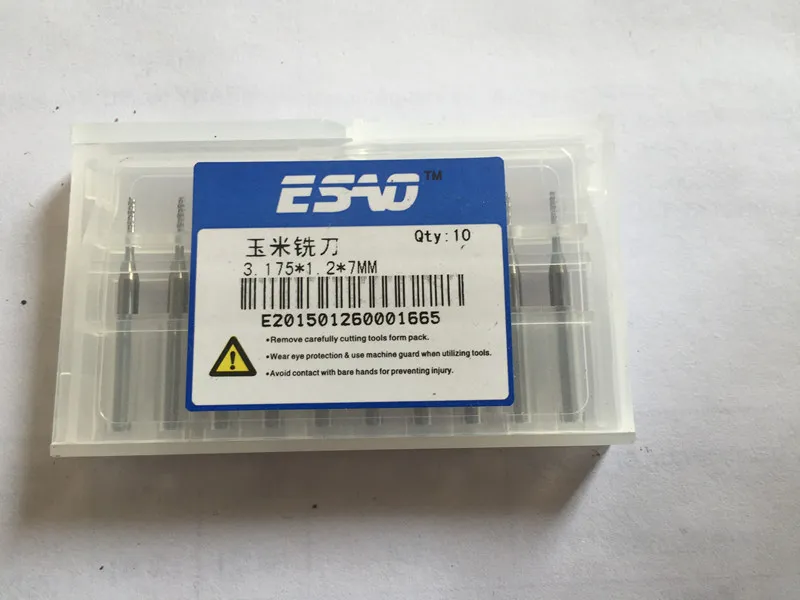 ESAO™
Qty:10
玉米铣刀
3.175*1.2*7MM
E201501260001665
•Remove carefully cutting tools form pack.
•Wear eye protection & use machine guard when utilizing tools.
•Avoid contact with bare hands for preventing injury.